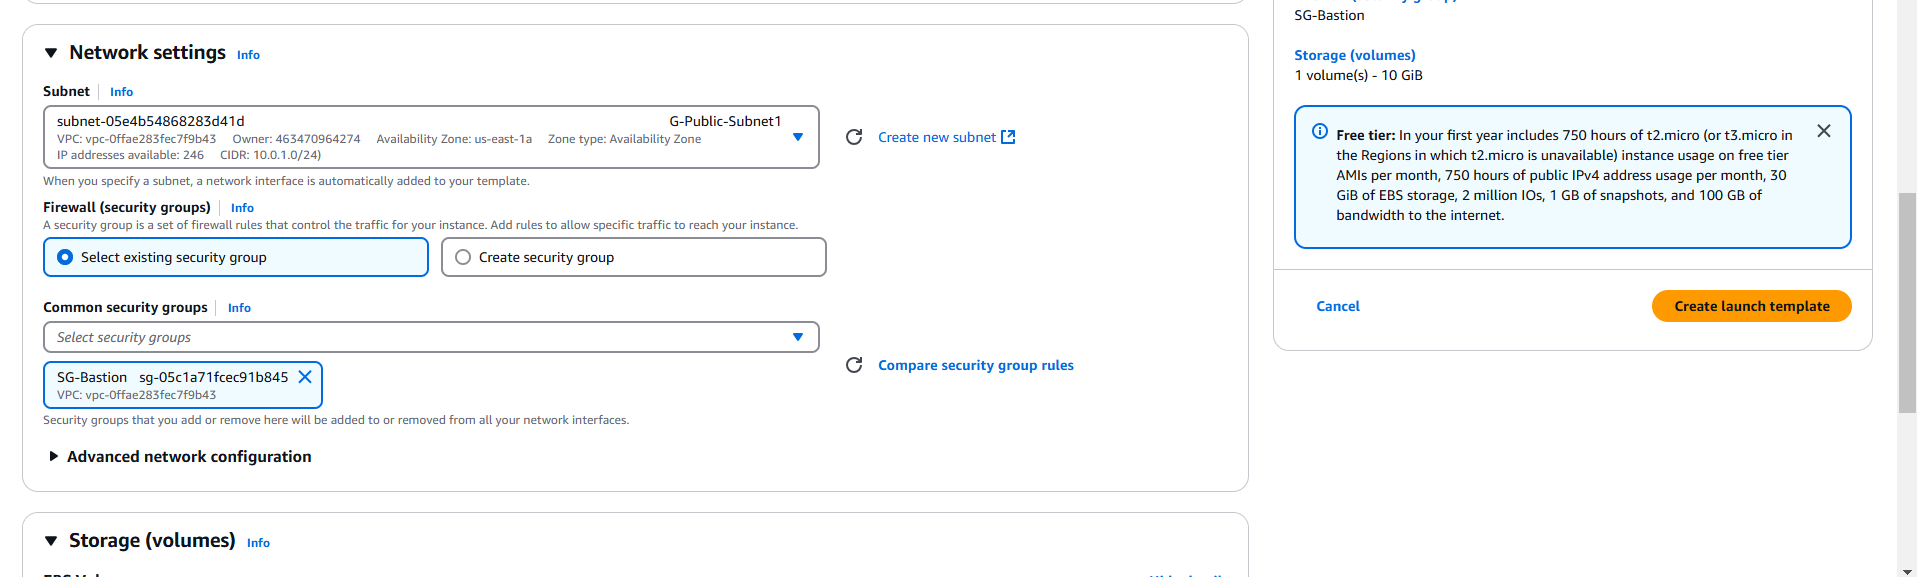 Network settings Info
Subnet Info
subnet-05e4b54868283d41d G-Public-Subnet1
VPC: vpc-0ffae283fec7f9b43 Owner: 463470964274 Availability Zone: us-east-1a Zone type: Availability Zone
IP addresses available: 246 CIDR: 10.0.1.0/24)
Create new subnet
When you specify a subnet, a network interface is automatically added to your template.
Firewall (security groups) Info
A security group is a set of firewall rules that control the traffic for your instance. Add rules to allow specific traffic to reach your instance.
Select existing security group
Create security group
Common security groups Info
Select security groups
SG-Bastion sg-05c1a71fcec91b845
VPC: vpc-0ffae283fec7f9b43
Compare security group rules
Security groups that you add or remove here will be added to or removed from all your network interfaces.
Advanced network configuration
Storage (volumes) Info
SG-Bastion
Storage (volumes)
1 volume(s) - 10 GiB
Free tier: In your first year includes 750 hours of t2.micro (or t3.micro in
the Regions in which t2.micro is unavailable) instance usage on free tier
AMIs per month, 750 hours of public IPv4 address usage per month, 30
GiB of EBS storage, 2 million IOs, 1 GB of snapshots, and 100 GB of
bandwidth to the internet.
Cancel
Create launch template